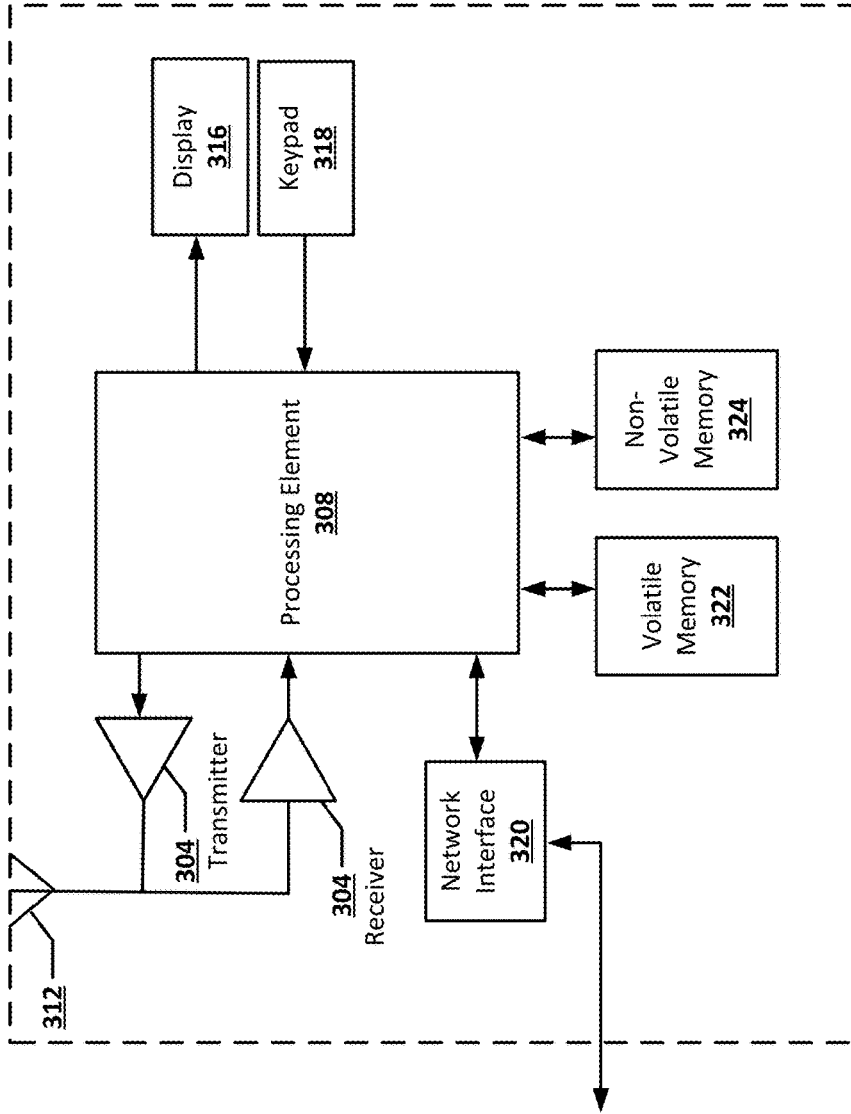 312
304
Transmitter
304
Receiver
Network
Interface
320
Processing Element
308
Display
316
Keypad
318
Volatile
Memory
322
Non-
Volatile
Memory
324